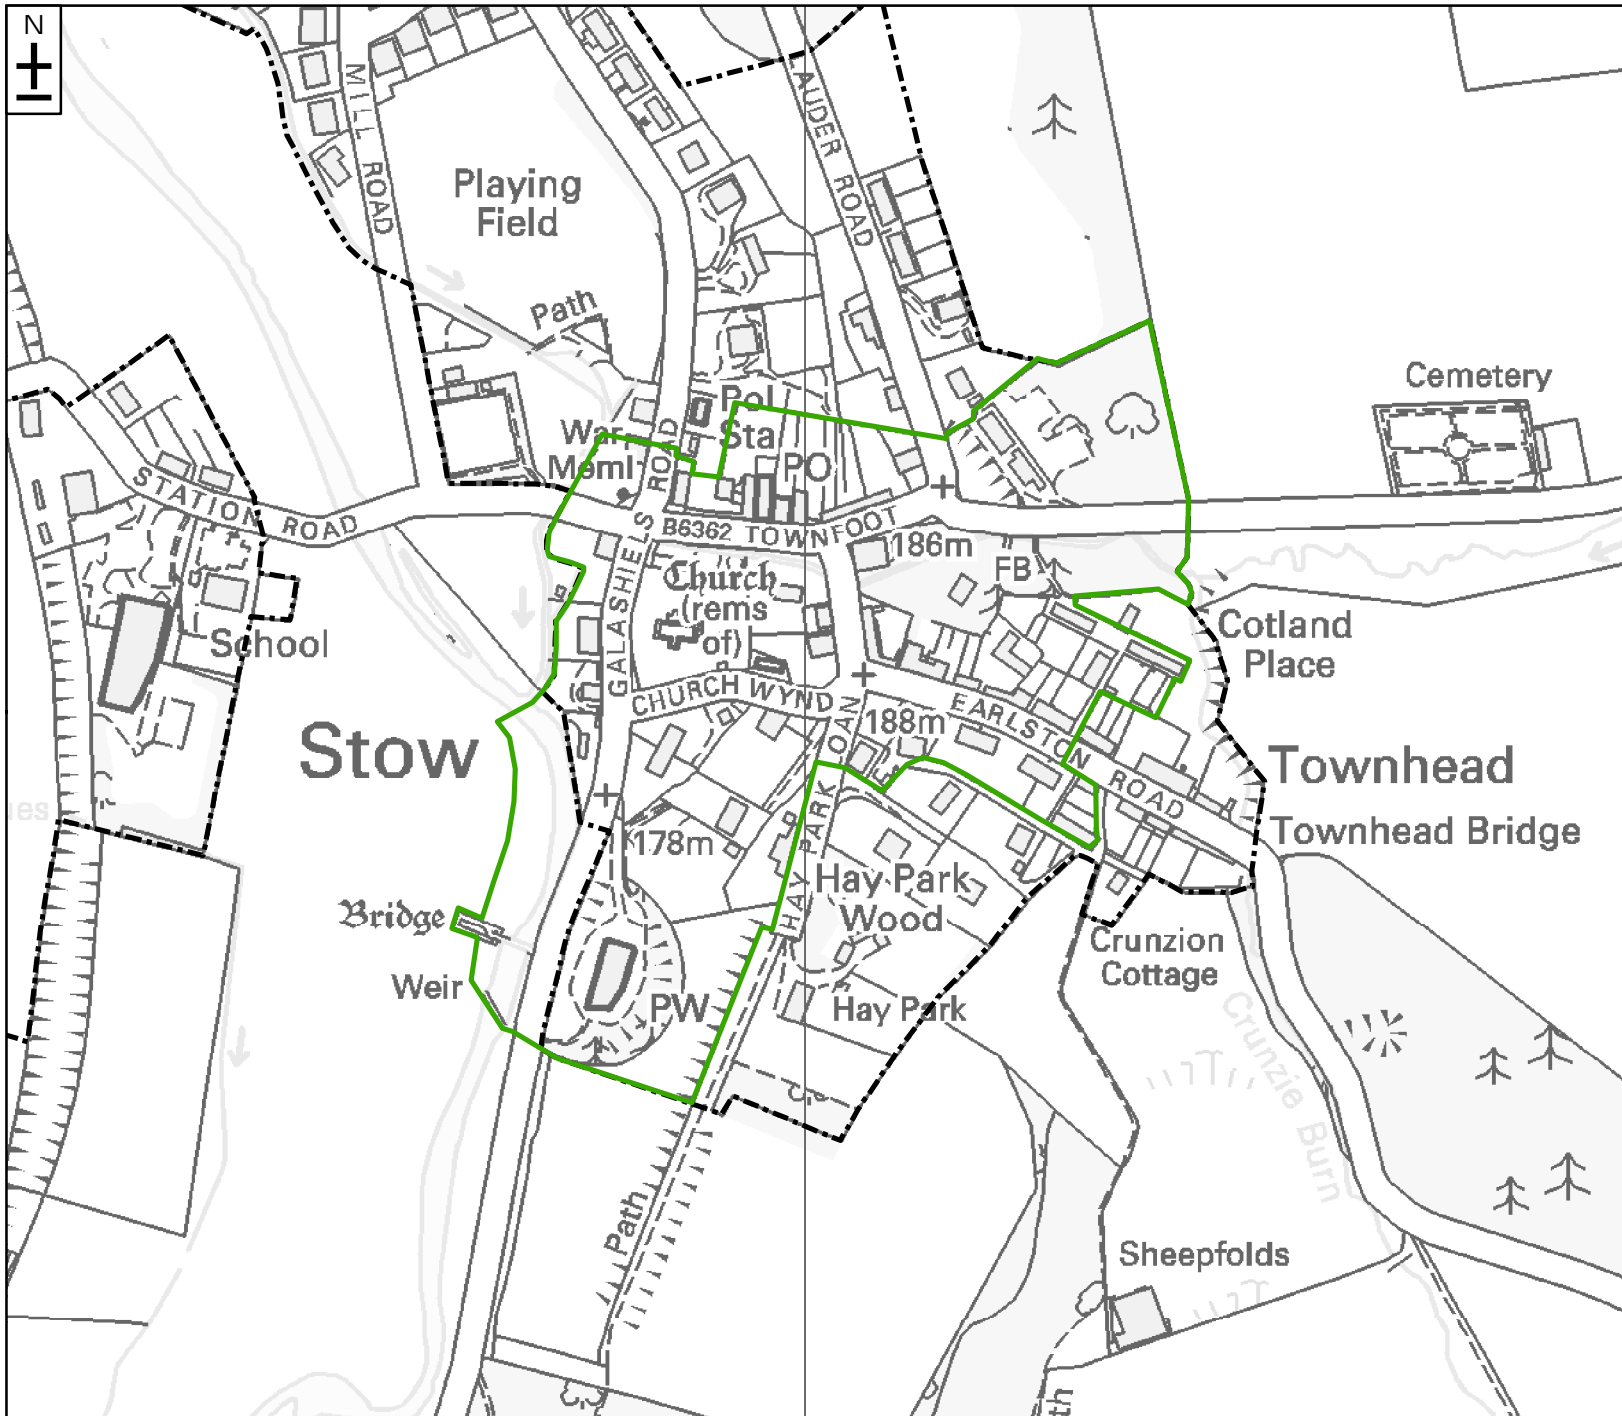 N
MILL ROAD
LAUDER ROAD
Playing
Field
Path
Cemetery
Pol
Sta
War
Meml
PO
STATION ROAD
GALASHIELS ROAD
B6362 TOWNFOOT
186m
FB
Church
(rems
of)
School
Cotland
Place
CHURCH WYND
EARLSTON ROAD
188m
Stow
HAY PARK LOAN
Townhead
Townhead Bridge
178m
Hay Park
Wood
Bridge
Crunzion
Cottage
Weir
PW
Hay Park
Crunzie Burn
Path
Sheepfolds